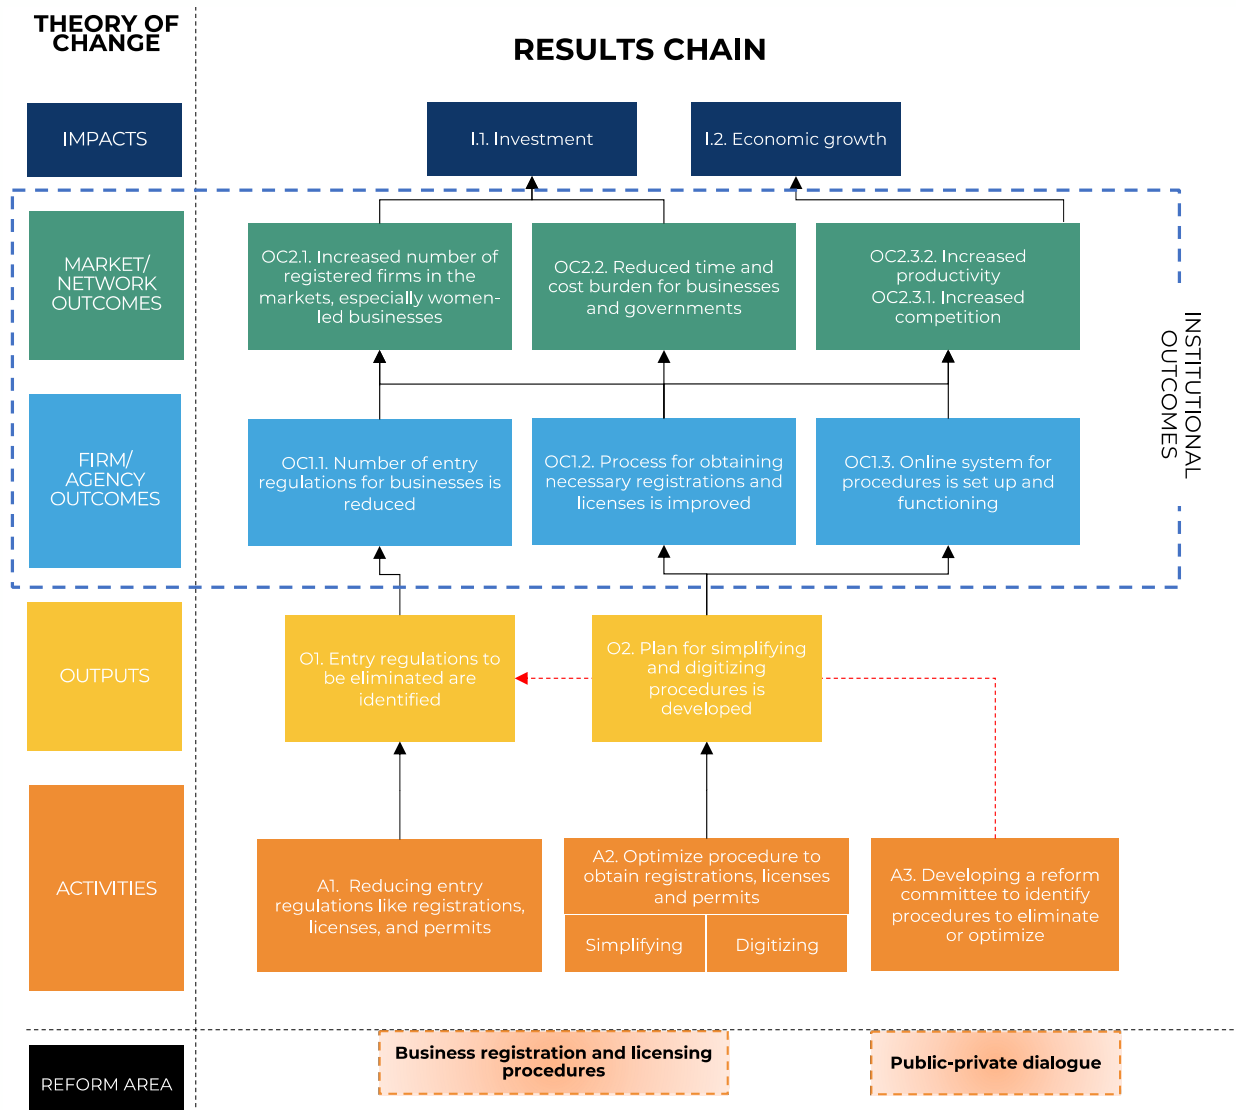 THEORY OF
CHANGE
RESULTS CHAIN
IMPACTS
I.1. Investment
I.2. Economic growth
MARKET/
NETWORK
OUTCOMES
OC2.1. Increased number of
registered firms in the
markets, especially women-
led businesses
OC2.2. Reduced time and
cost burden for businesses
and governments
OC2.3.2. Increased
productivity
OC2.3.1. Increased
competition
INSTITUTIONAL
OUTCOMES
FIRM/
AGENCY
OUTCOMES
OC1.1. Number of entry
regulations for businesses is
reduced
OC1.2. Process for obtaining
necessary registrations and
licenses is improved
OC1.3. Online system for
procedures is set up and
functioning
OUTPUTS
O1. Entry regulations to
be eliminated are
identified
O2. Plan for simplifying
and digitizing
procedures is
developed
ACTIVITIES
A1.  Reducing entry
regulations like registrations,
licenses, and permits
A2. Optimize procedure to
obtain registrations, licenses
and permits
Simplifying
Digitizing
A3. Developing a reform
committee to identify
procedures to eliminate
or optimize
REFORM AREA
Business registration and licensing
procedures
Public-private dialogue